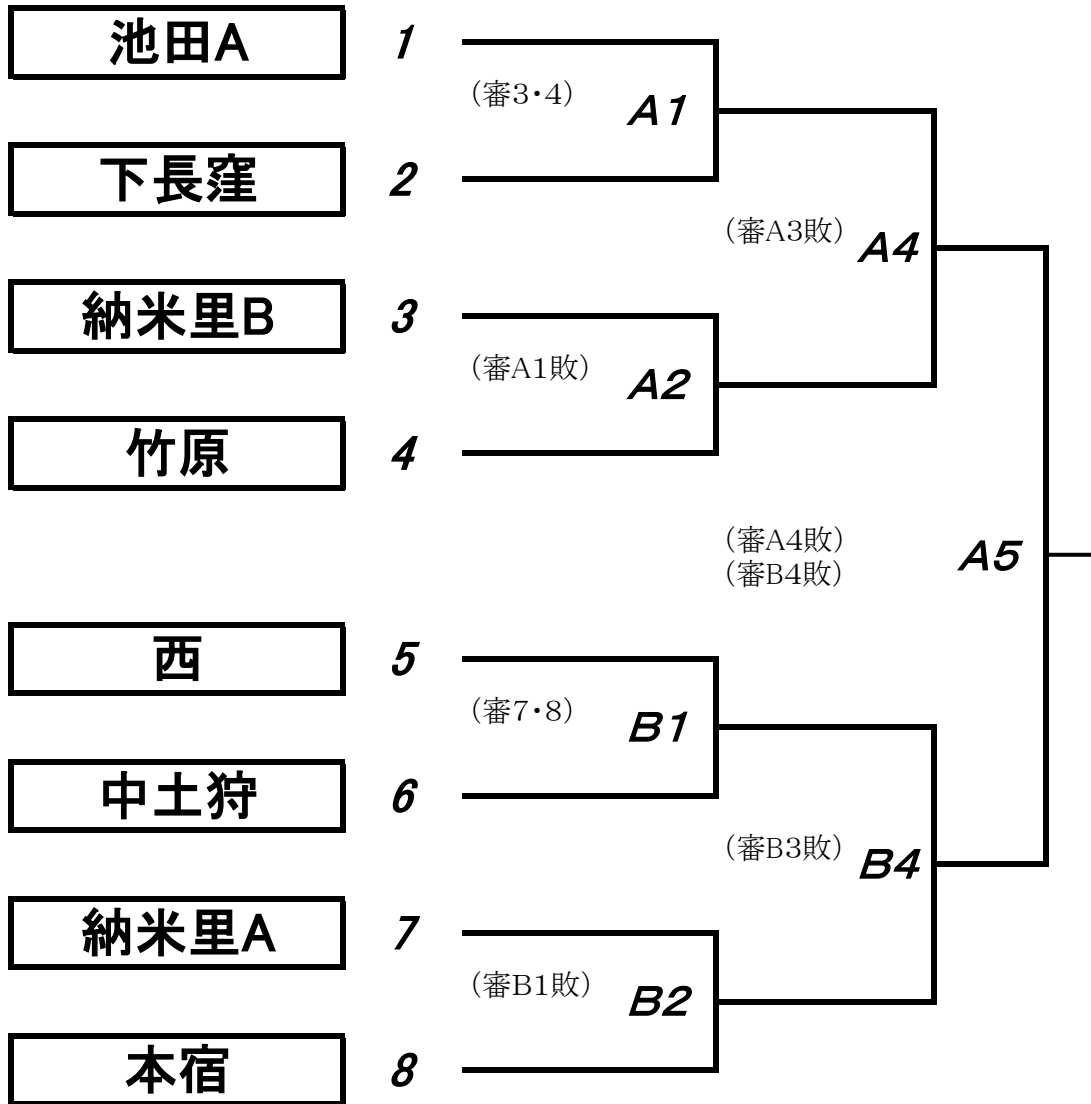 池田A 1
(審3・4) A1
下長窪 2
(審A3敗) A4
納米里B 3
(審A1敗) A2
竹原 4
(審A4敗)
(審B4敗)
A5
西 5
(審7・8) B1
中土狩 6
(審B3敗) B4
納米里A 7
(審B1敗) B2
本宿 8